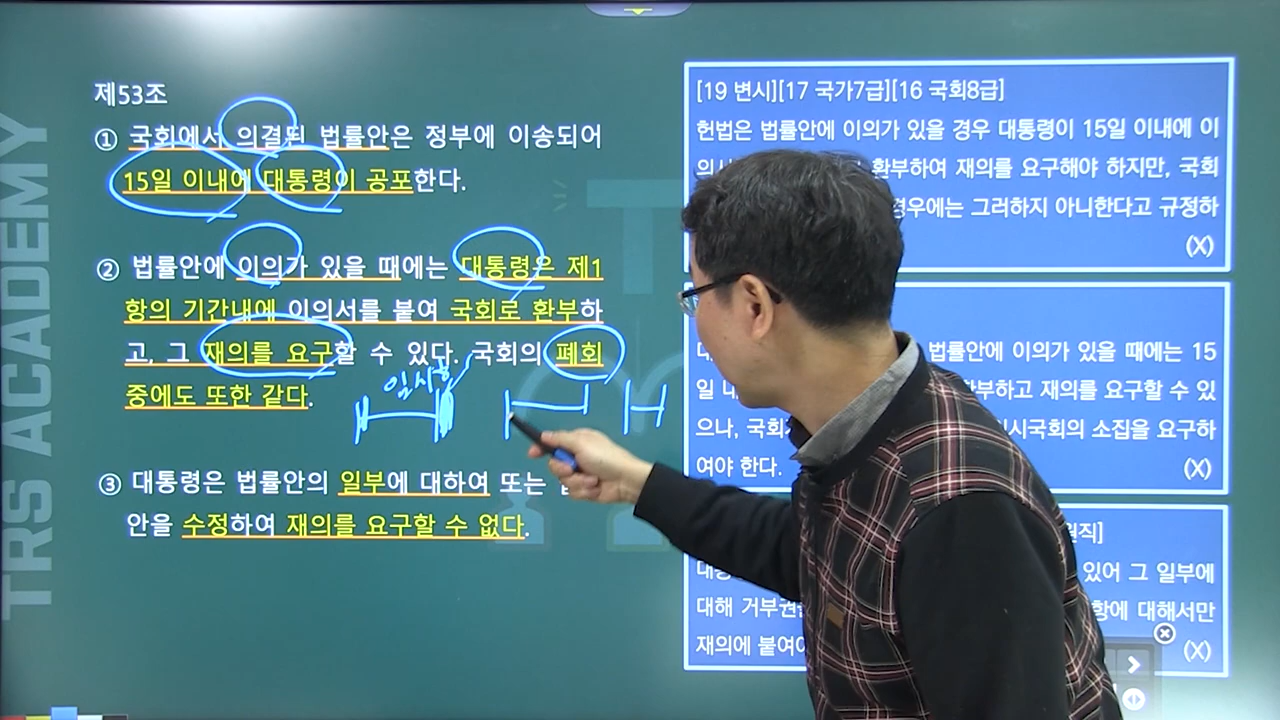 제53조
① 국회에서 의결된 법률안은 정부에 이송되어
15일 이내에 대통령이 공포한다.
② 법률안에 이의가 있을 때에는 대통령은 제1
항의 기간내에 이의서를 붙여 국회로 환부하
고, 그 재의를 요구할 수 있다. 국회의 폐회
중에도 또한 같다.
임시회
③ 대통령은 법률안의 일부에 대하여 또는
안을 수정하여 재의를 요구할 수 없다.
[19 변시][17 국가7급][16 국회8급]
헌법은 법률안에 이의가 있을 경우 대통령이 15일 이내에 이
환부하여 재의를 요구해야 하지만, 국회
경우에는 그러하지 아니한다고 규정하
(X)
법률안에 이의가 있을 때에는 15
일 환부하고 재의를 요구할 수 있
으나, 임시국회의 소집을 요구하
여야 한다. (X)
있어 그 일부에
대해 대해서만
재의에 (X)
TRS ACADEMY